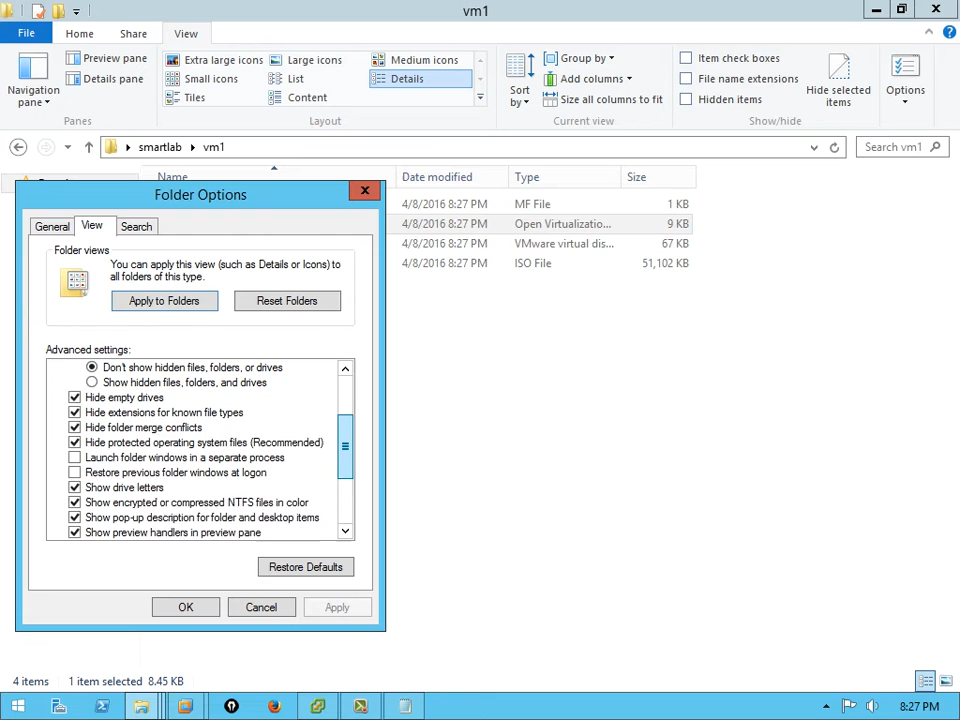 vm1
File Home Share View
Navigation pane
Preview pane
Details pane
Panes
Extra large icons Large icons Medium icons
Small icons List Details
Tiles Content
Layout
Sort by
Group by
Add columns
Size all columns to fit
Current view
Item check boxes
File name extensions
Hidden items
Hide selected items
Show/hide
Options
smartlab vm1
Search vm1
Name Date modified Type Size
4/8/2016 8:27 PM MF File 1 KB
4/8/2016 8:27 PM Open Virtualizatio... 9 KB
4/8/2016 8:27 PM VMware virtual dis... 67 KB
4/8/2016 8:27 PM ISO File 51,102 KB
Folder Options
General View Search
Folder views
You can apply this view (such as Details or Icons) to
all folders of this type.
Apply to Folders Reset Folders
Advanced settings:
Don't show hidden files, folders, or drives
Show hidden files, folders, and drives
Hide empty drives
Hide extensions for known file types
Hide folder merge conflicts
Hide protected operating system files (Recommended)
Launch folder windows in a separate process
Restore previous folder windows at logon
Show drive letters
Show encrypted or compressed NTFS files in color
Show pop-up description for folder and desktop items
Show preview handlers in preview pane
Restore Defaults
OK Cancel Apply
4 items 1 item selected 8.45 KB
8:27 PM